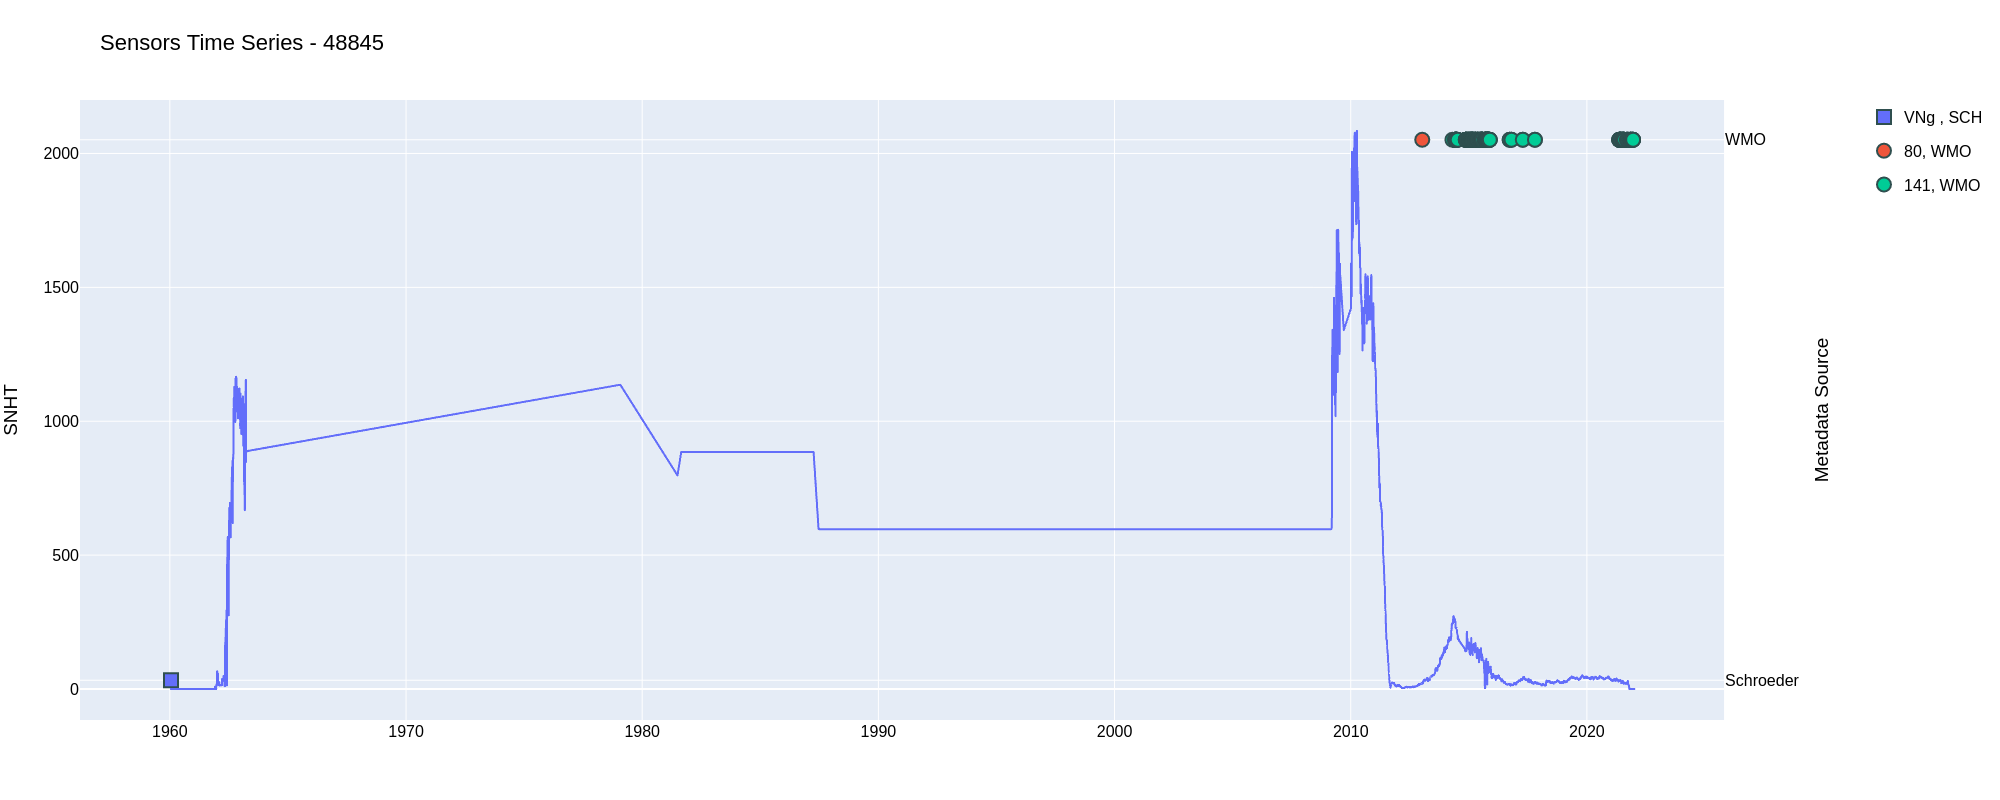 Sensors Time Series - 48845
VNg , SCH
80, WMO
141, WMO
WMO
Schroeder
Metadata Source
SNHT
2000
1500
1000
500
0
1960 1970 1980 1990 2000 2010 2020